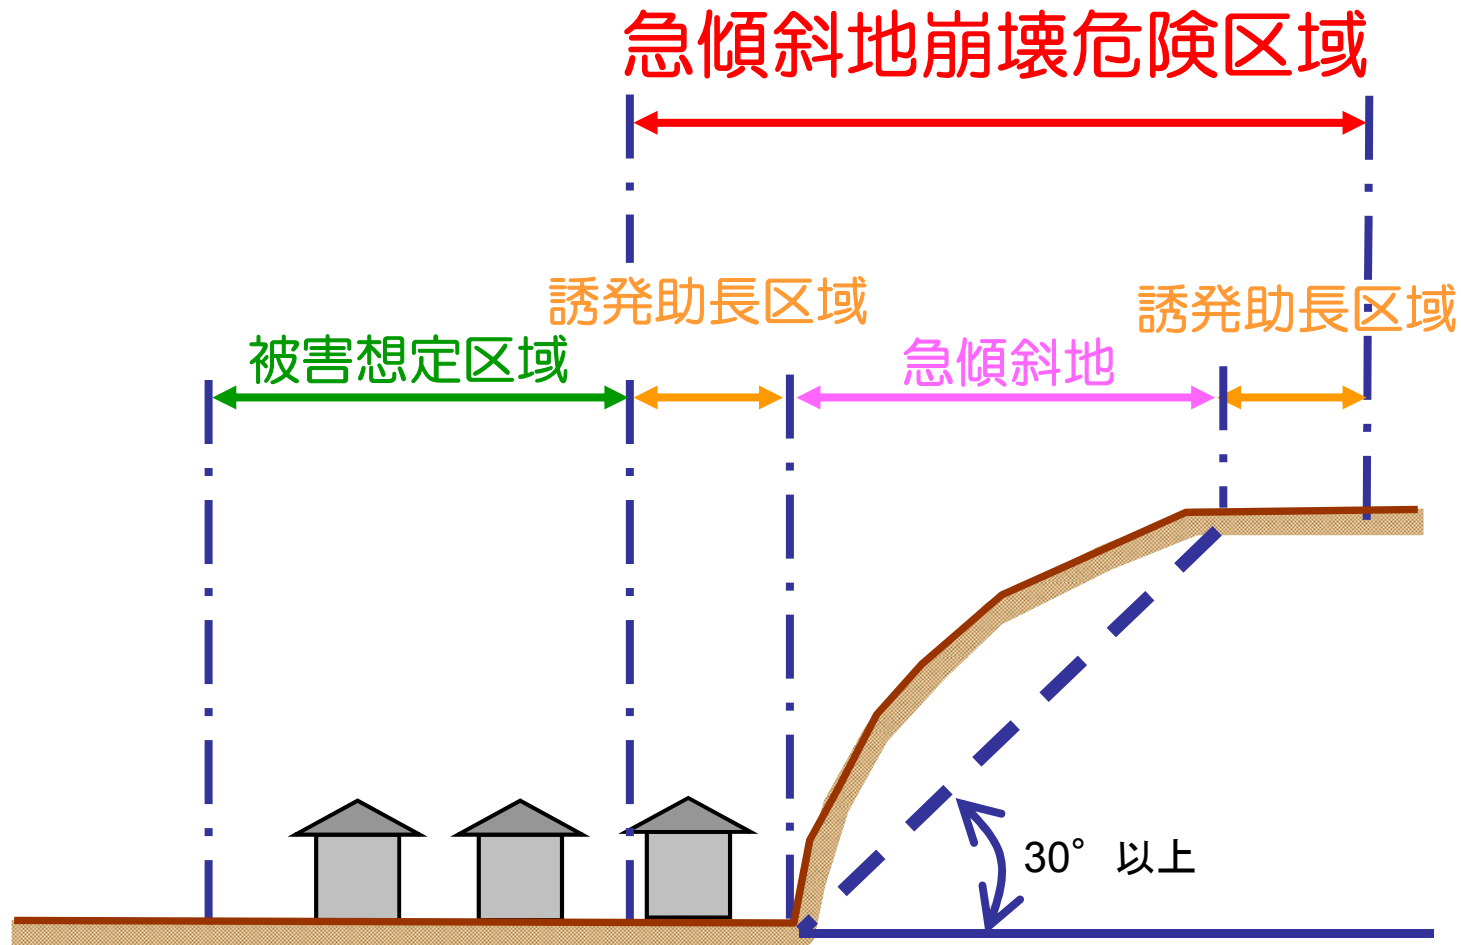 急傾斜地崩壊危険区域
誘発助長区域
誘発助長区域
被害想定区域
急傾斜地
30° 以上